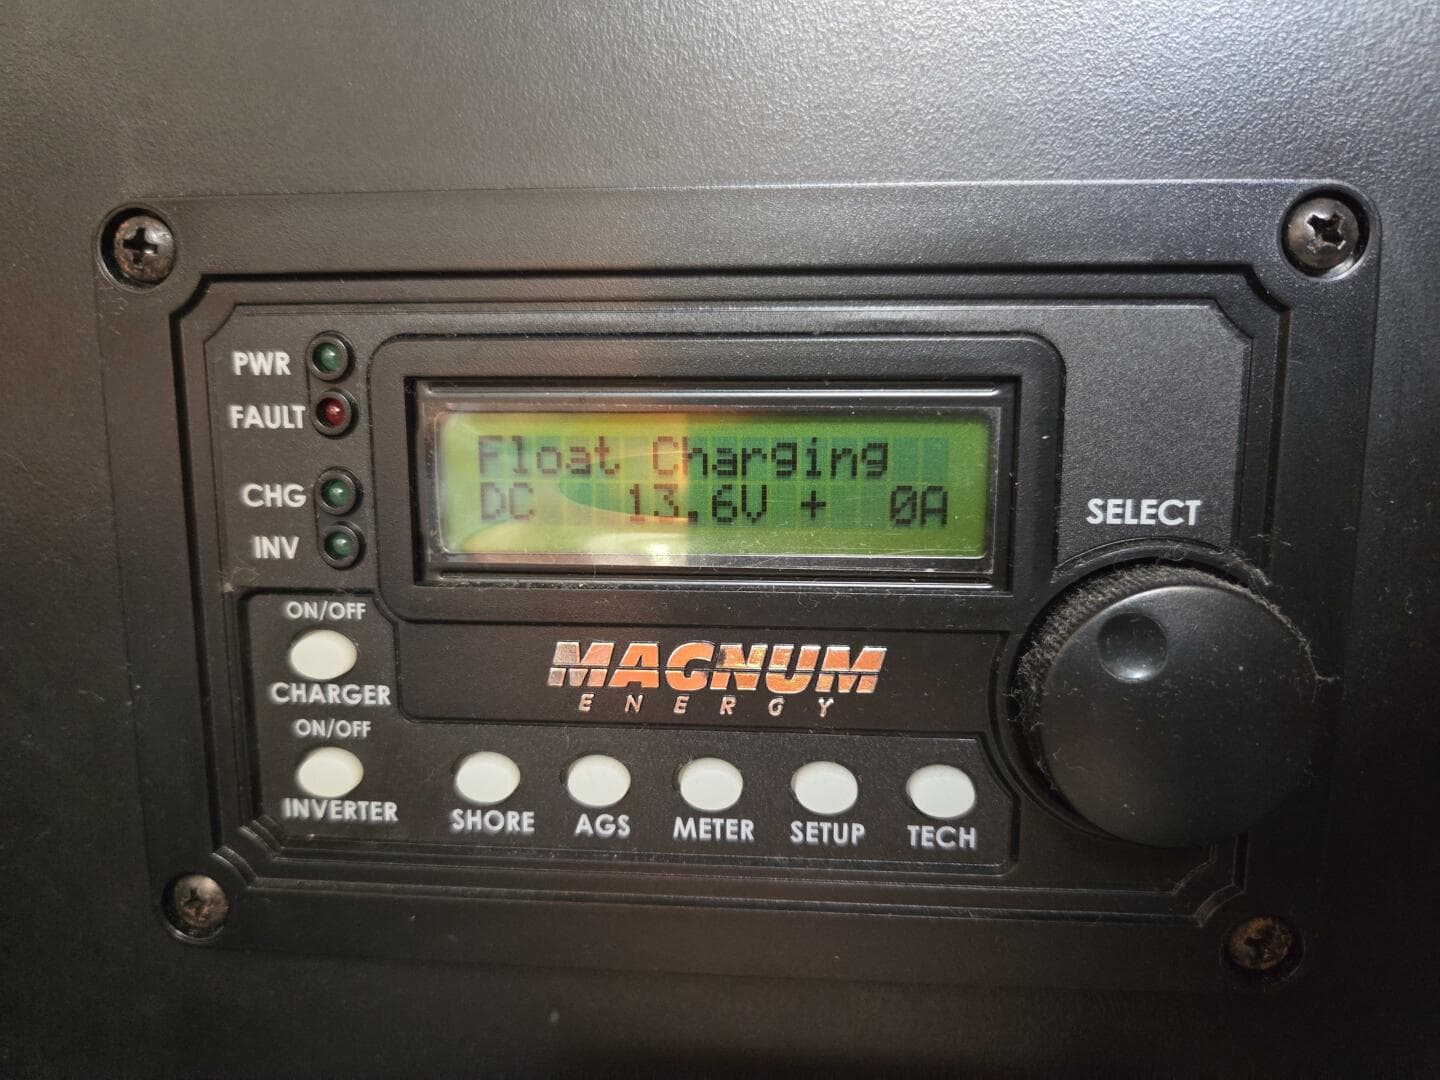 PWR
FAULT
CHG
INV
Float Charging
DC 13.6V + 0A
SELECT
ON/OFF
CHARGER
ON/OFF
INVERTER
MAGNUM
ENERGY
SHORE
AGS
METER
SETUP
TECH